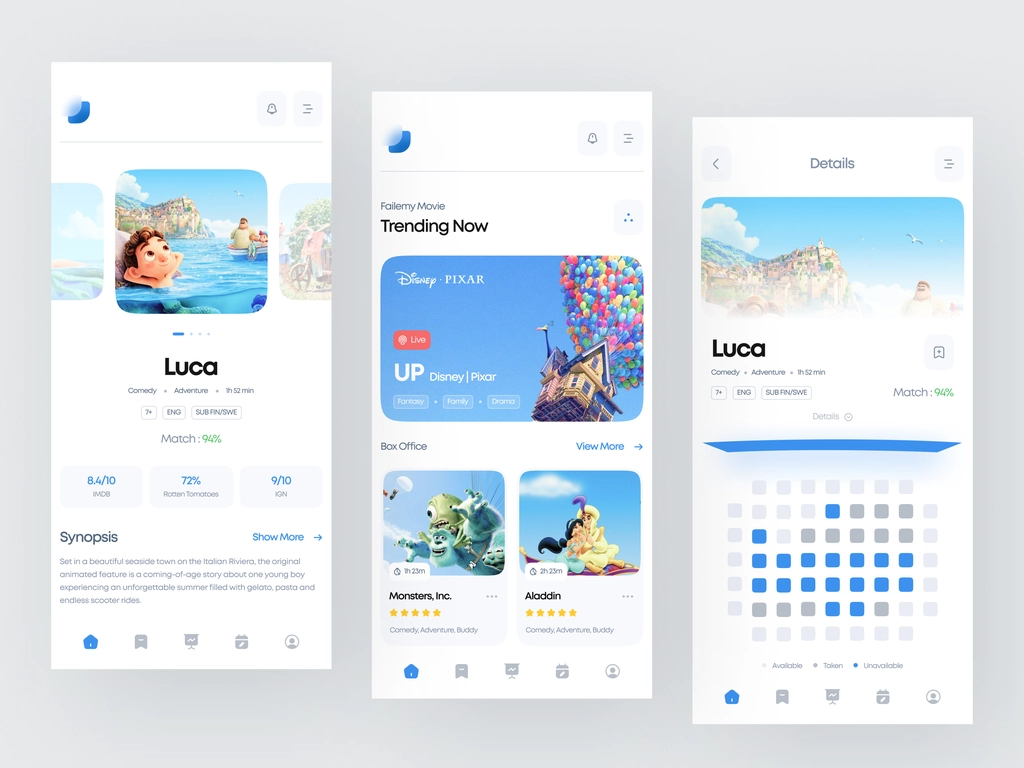 Luca
Comedy Adventure 1h 52 min
7+ ENG SUB FIN/SWE
Match : 94%
8.4/10 72% 9/10
IMDB Rotten Tomatoes IGN
Synopsis Show More
Set in a beautiful seaside town on the Italian Riviera, the original
animated feature is a coming-of-age story about one young boy
experiencing an unforgettable summer filled with gelato, pasta and
endless scooter rides.
Failemy Movie
Trending Now
Disney · PIXAR
Live
UP Disney | Pixar
Fantasy Family Drama
Box Office View More
1h 23m 2h 23m
Monsters, Inc. Aladdin
Comedy, Adventure, Buddy Comedy, Adventure, Buddy
Details
Luca
Comedy Adventure 1h 52 min
7+ ENG SUB FIN/SWE
Match : 94%
Details
Available Taken Unavailable